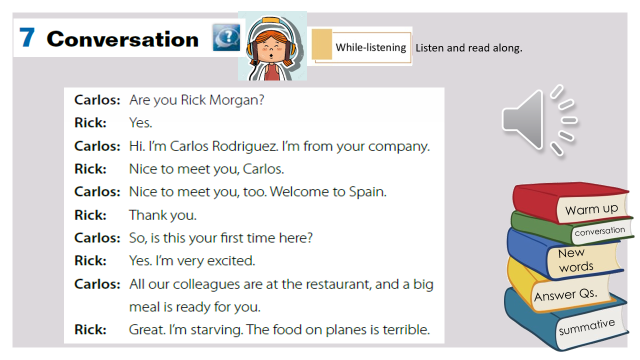 7 Conversation
While-listening
Listen and read along.
Carlos: Are you Rick Morgan?
Rick: Yes.
Carlos: Hi. I'm Carlos Rodriguez. I'm from your company.
Rick: Nice to meet you, Carlos.
Carlos: Nice to meet you, too. Welcome to Spain.
Rick: Thank you.
Carlos: So, is this your first time here?
Rick: Yes. I'm very excited.
Carlos: All our colleagues are at the restaurant, and a big
meal is ready for you.
Rick: Great. I'm starving. The food on planes is terrible.
Warm up
conversation
New
words
Answer Qs.
summative